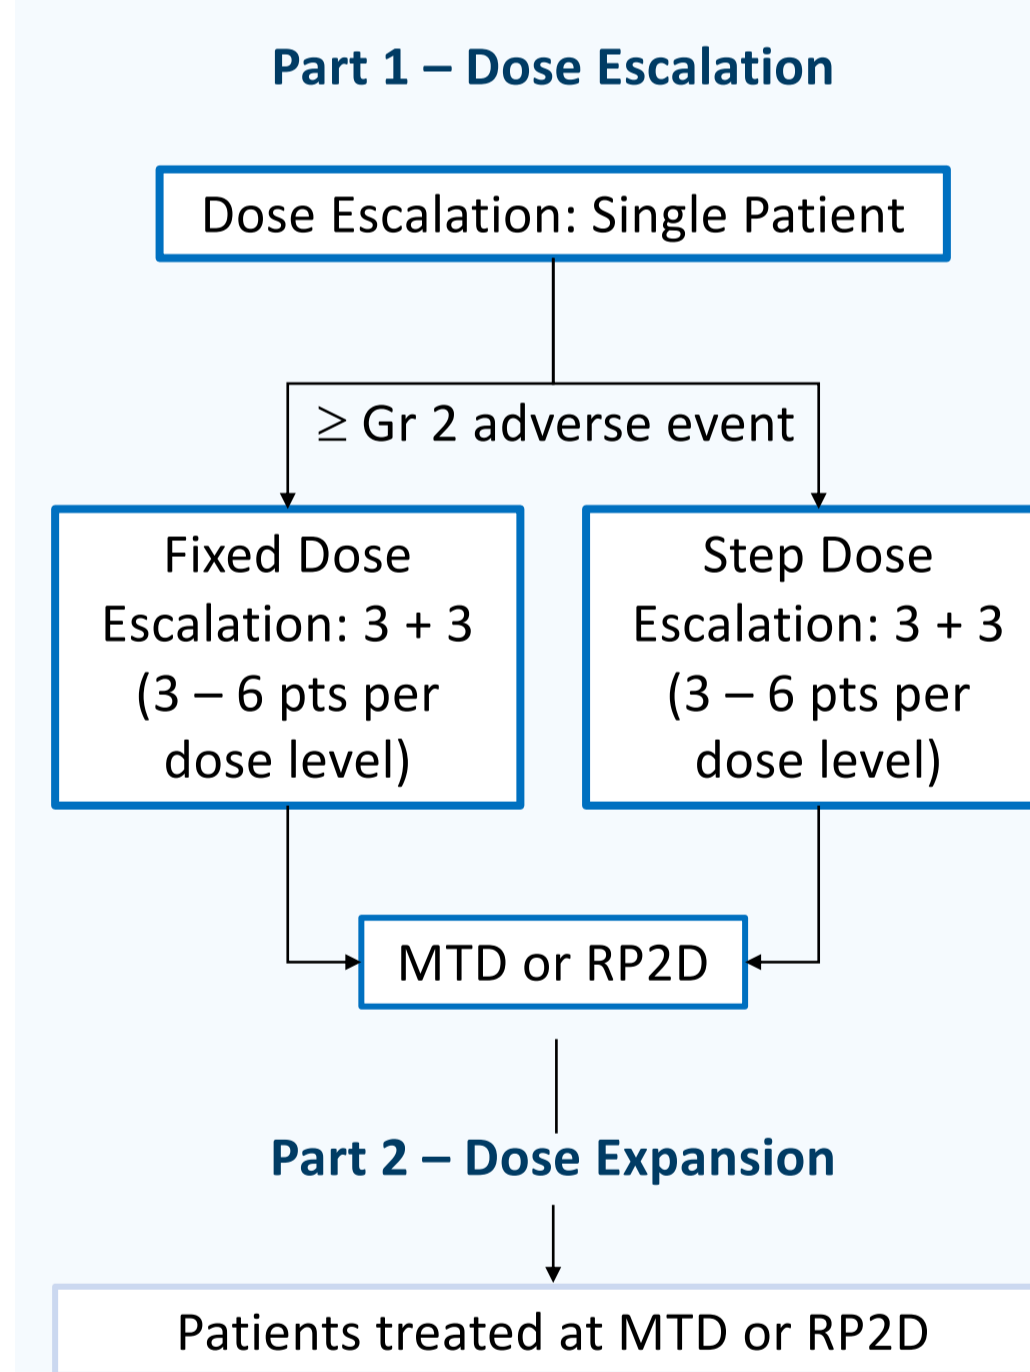 Part 1 – Dose Escalation
Dose Escalation: Single Patient
≥ Gr 2 adverse event
Fixed Dose
Escalation: 3 + 3
(3 – 6 pts per
dose level)
Step Dose
Escalation: 3 + 3
(3 – 6 pts per
dose level)
MTD or RP2D
Part 2 – Dose Expansion
Patients treated at MTD or RP2D